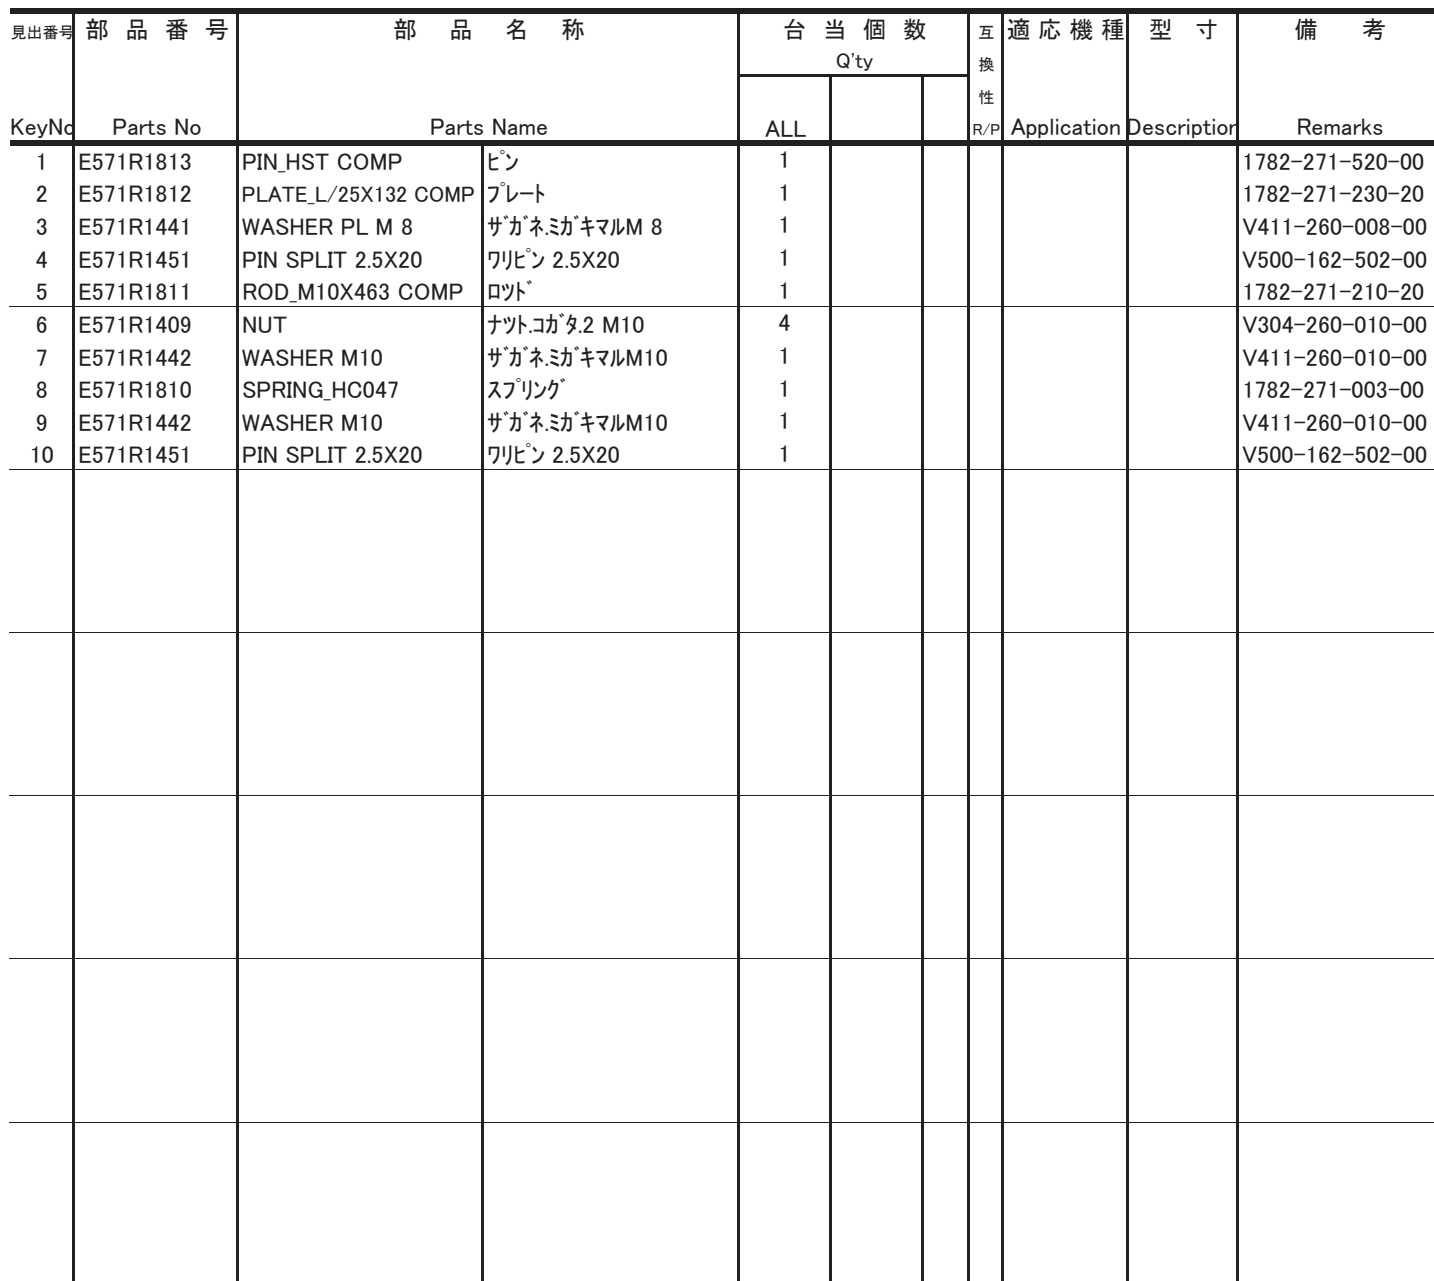 見出番号 部品番号 部品名称 台当個数 互 適応機種 型寸 備考
Q'ty 換
性
KeyNo Parts No Parts Name ALL R/P Application Description Remarks
1 E571R1813 PIN_HST COMP ピン 1 1782-271-520-00
2 E571R1812 PLATE_L/25X132 COMP プレート 1 1782-271-230-20
3 E571R1441 WASHER PL M 8 ザガネ.ミガキマルM 8 1 V411-260-008-00
4 E571R1451 PIN SPLIT 2.5X20 ワリピン 2.5X20 1 V500-162-502-00
5 E571R1811 ROD_M10X463 COMP ロツド 1 1782-271-210-20
6 E571R1409 NUT ナツト.コガタ.2 M10 4 V304-260-010-00
7 E571R1442 WASHER M10 ザガネ.ミガキマルM10 1 V411-260-010-00
8 E571R1810 SPRING_HC047 スプリング 1 1782-271-003-00
9 E571R1442 WASHER M10 ザガネ.ミガキマルM10 1 V411-260-010-00
10 E571R1451 PIN SPLIT 2.5X20 ワリピン 2.5X20 1 V500-162-502-00